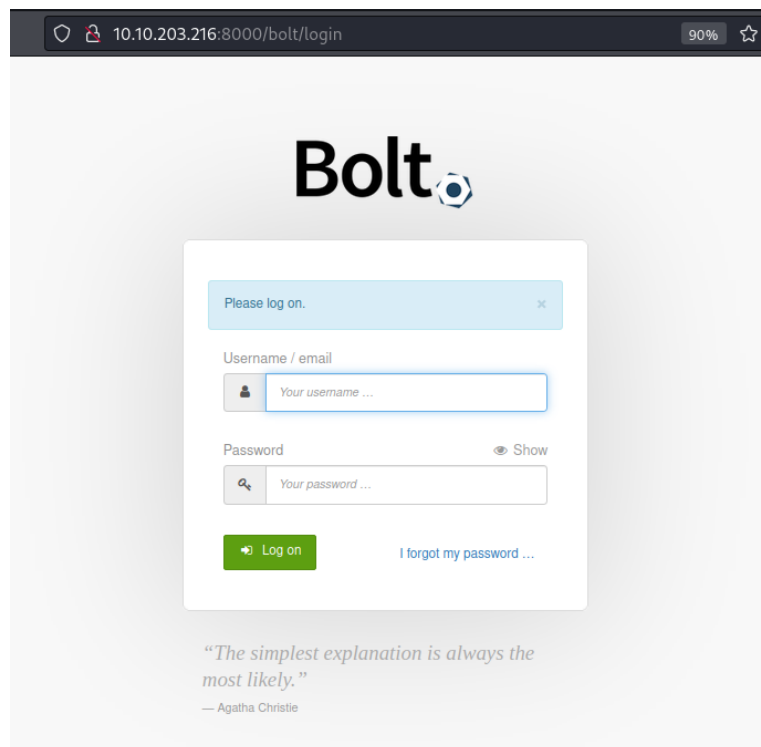 10.10.203.216:8000/bolt/login
90%
Bolt
Please log on.
×
Username / email
Your username …
Password
Show
Your password …
Log on
I forgot my password …
“The simplest explanation is always the
most likely.”
— Agatha Christie